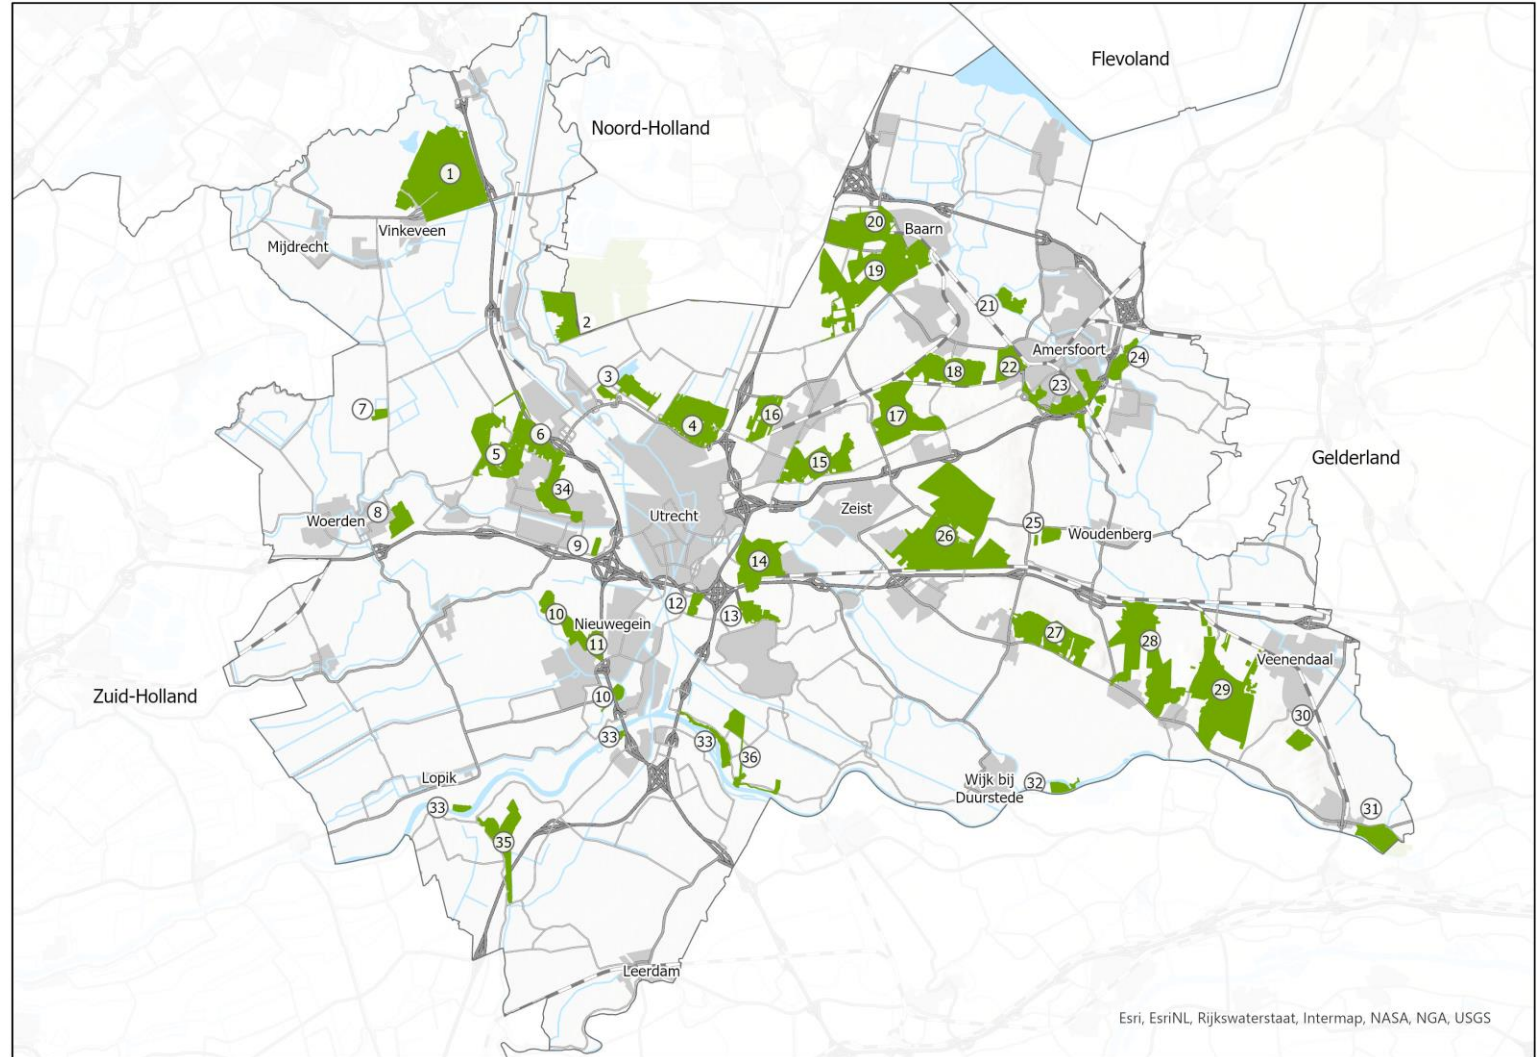 Flevoland
Noord-Holland
1
20
Baarn
Vinkeveen
Mijdrecht
19
21
2
Amersfoort
24
22
18
3
23
7
16
17
4
6
5
15
Gelderland
34
8
Woerden
Utrecht
Zeist
25
Woudenberg
26
9
14
12
10
13
Nieuwegein
27
28
11
Veenendaal
29
Zuid-Holland
10
30
33
33
36
Lopik
Wijk bij
Duurstede
32
33
31
35
Leerdam
Esri, EsriNL, Rijkswaterstaat, Intermap, NASA, NGA, USGS